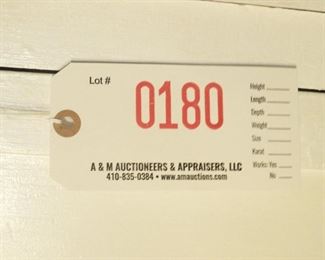 Lot #
0180
Height
Length
Depth
Weight
Size
Karat
Works: Yes
No
A & M AUCTIONEERS & APPRAISERS, LLC
410-835-0384 • www.amauctions.com